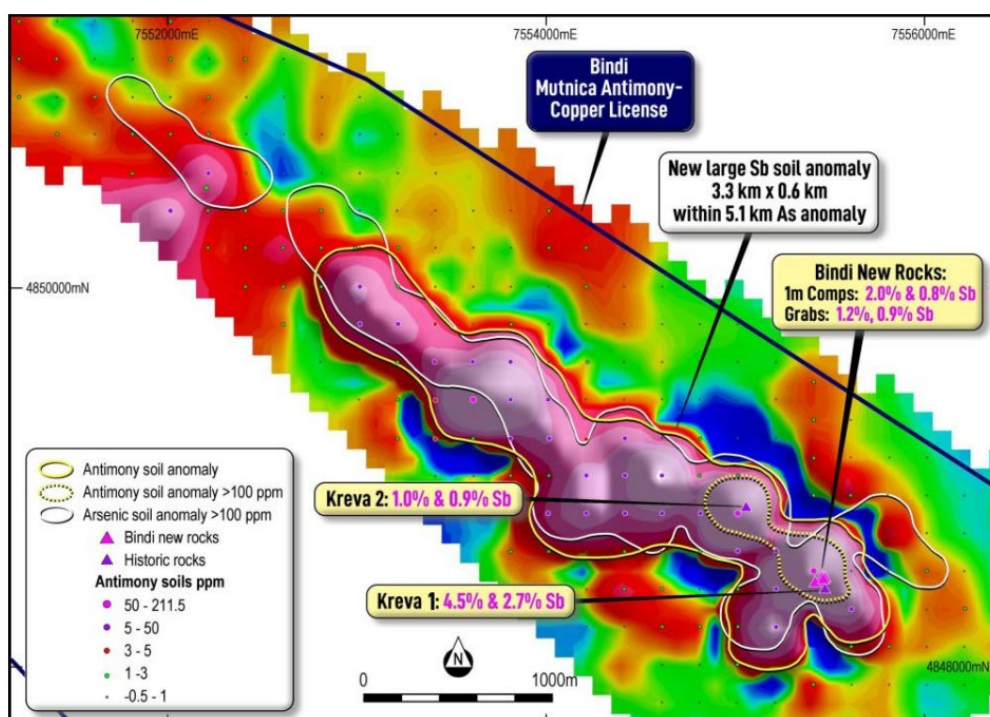 7552000mE
7554000mE
7556000mE
Bindi
Mutnica Antimony-
Copper License
New large Sb soil anomaly
3.3 km x 0.6 km
within 5.1 km As anomaly
Bindi New Rocks:
1m Comps: 2.0% & 0.8% Sb
Grabs: 1.2%, 0.9% Sb
4850000mN
Antimony soil anomaly
Antimony soil anomaly >100 ppm
Arsenic soil anomaly >100 ppm
Bindi new rocks
Historic rocks
Antimony soils ppm
50 - 211.5
5 - 50
3 - 5
1 -3
-0.5 - 1
Kreva 2: 1.0% & 0.9% Sb
Kreva 1: 4.5% & 2.7% Sb
N
0
1000m
4848000mN